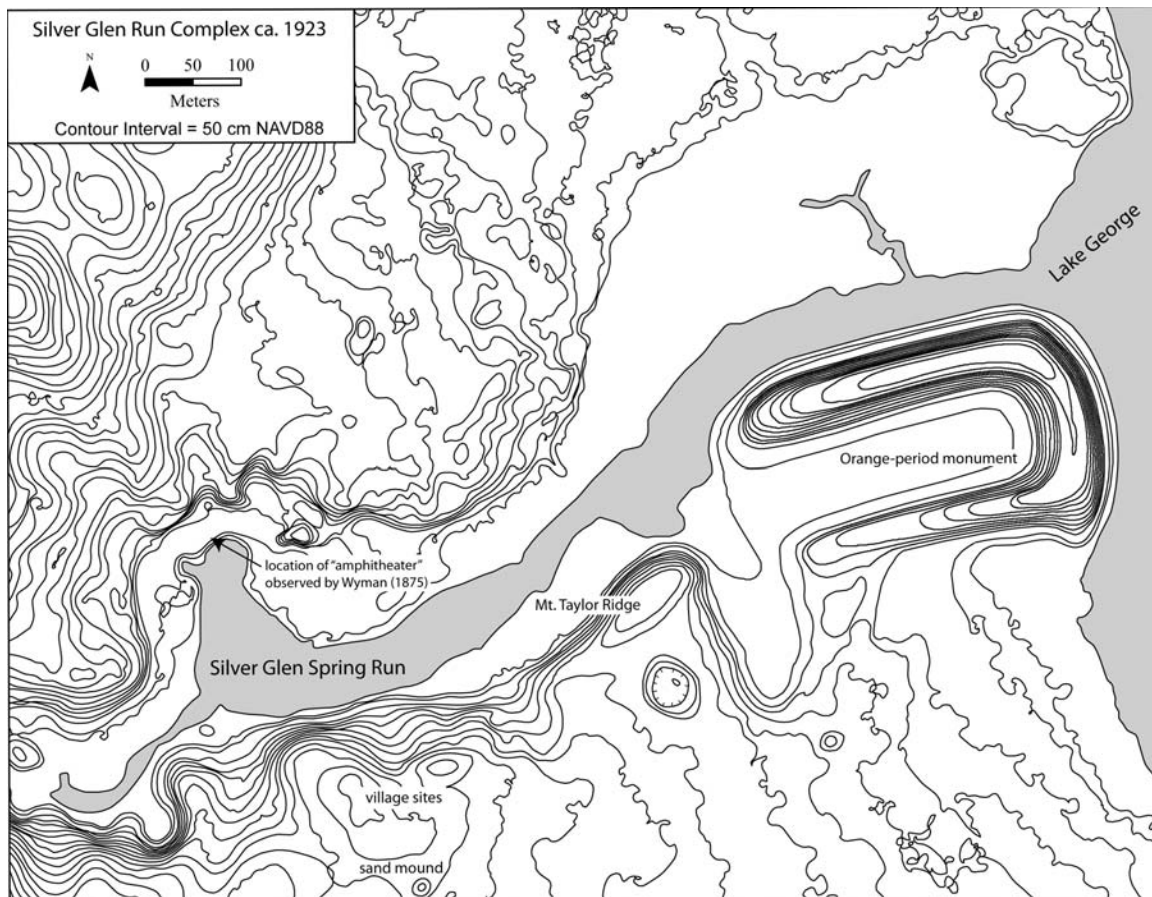 Silver Glen Run Complex ca. 1923
N
0 50 100
Meters
Contour Interval = 50 cm NAVD88
Lake George
Orange-period monument
location of “amphitheater”
observed by Wyman (1875)
Mt. Taylor Ridge
Silver Glen Spring Run
village sites
sand mound